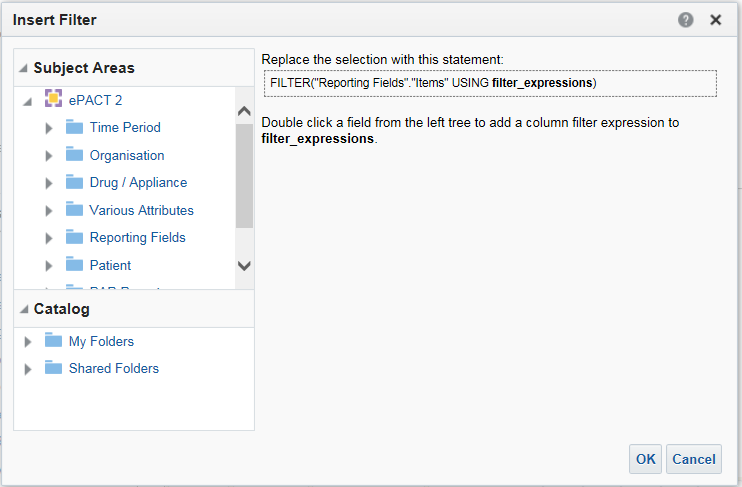 Insert Filter
Subject Areas
ePACT 2
Time Period
Organisation
Drug / Appliance
Various Attributes
Reporting Fields
Patient
Catalog
My Folders
Shared Folders
Replace the selection with this statement:
FILTER("Reporting Fields"."Items" USING filter_expressions)
Double click a field from the left tree to add a column filter expression to
filter_expressions.
OK Cancel